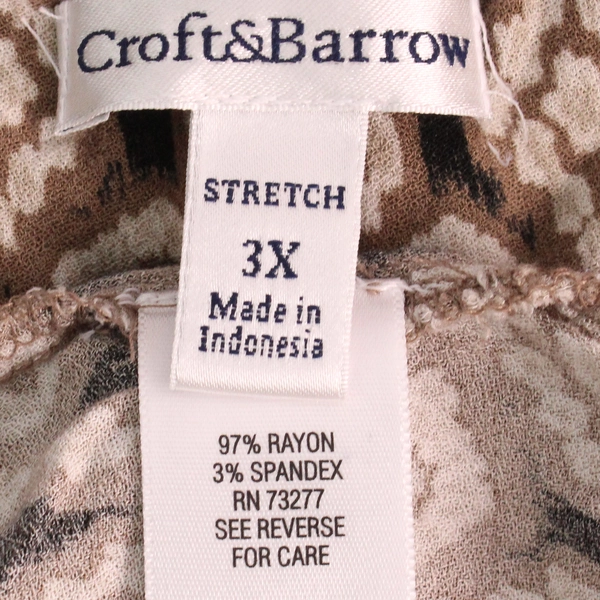 Croft&Barrow
STRETCH
3X
Made in
Indonesia
97% RAYON
3% SPANDEX
RN 73277
SEE REVERSE
FOR CARE